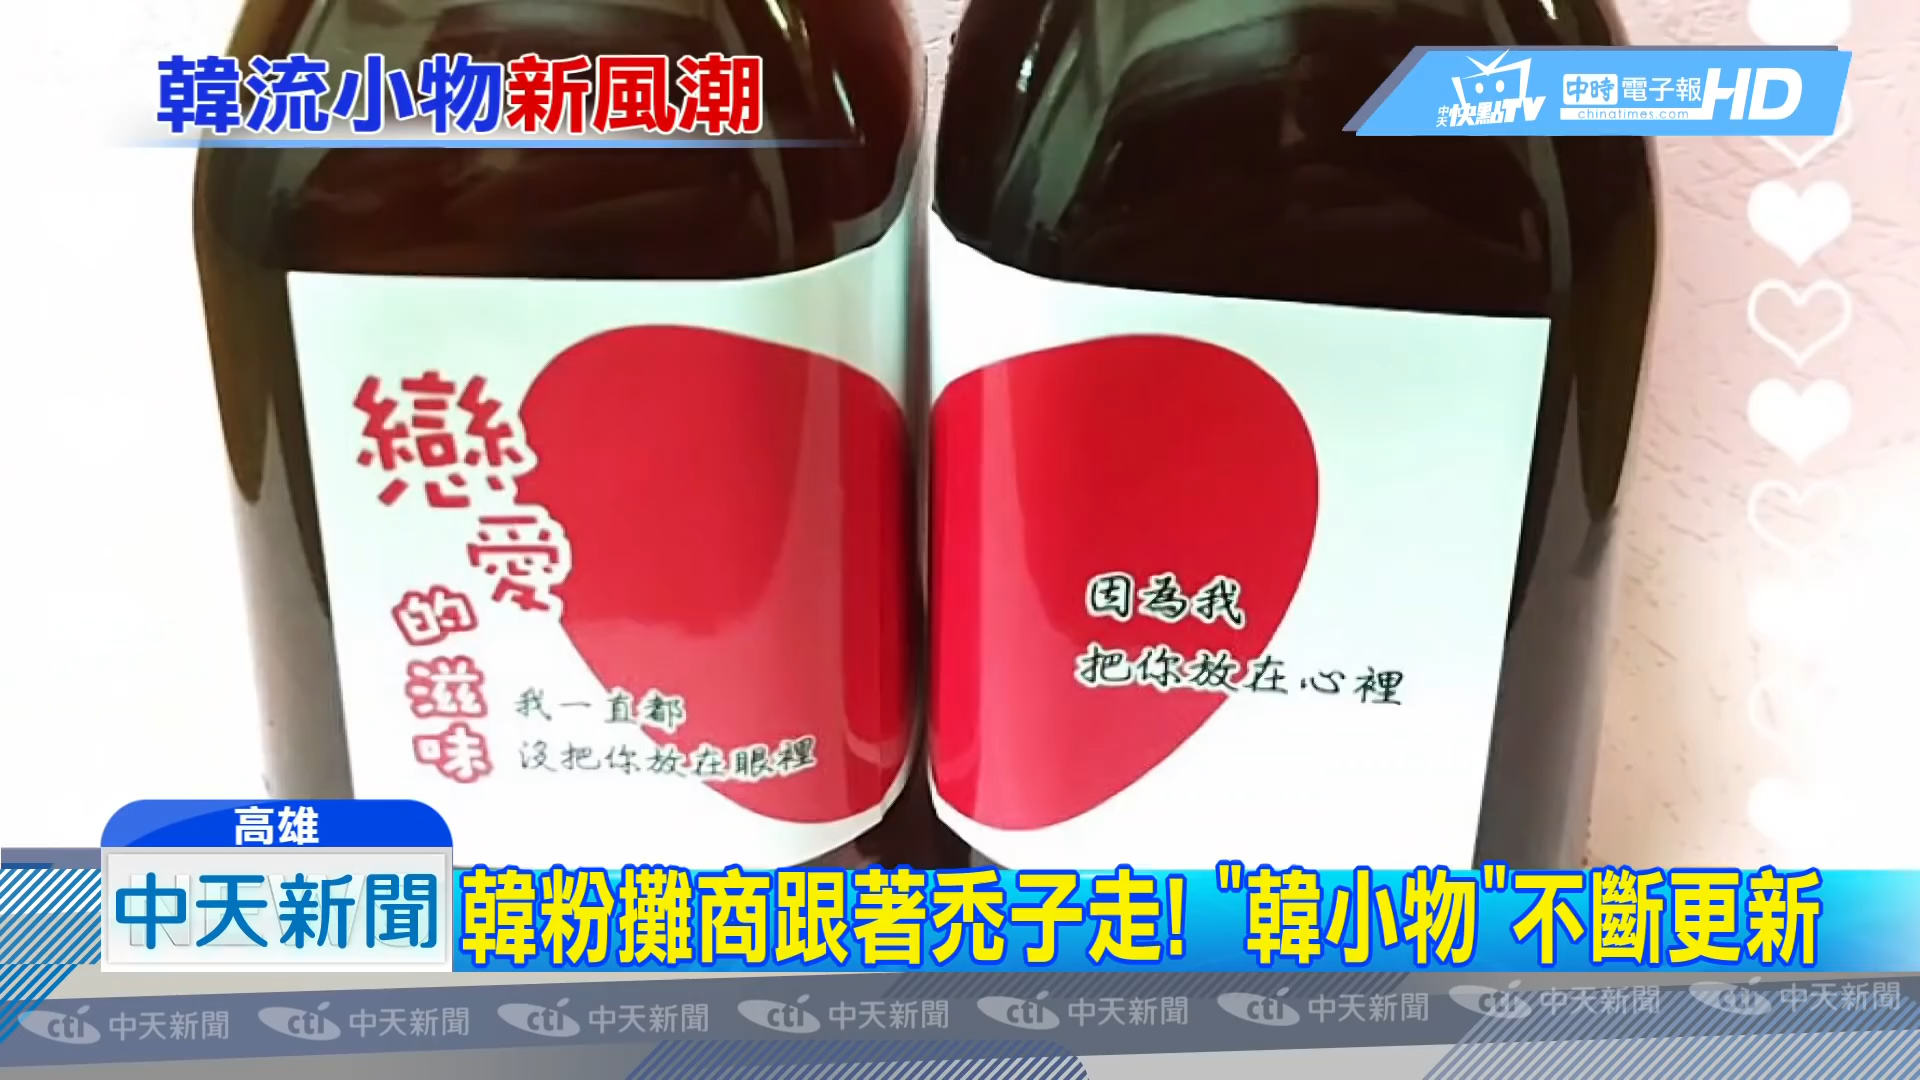 韓流小物新風潮
中天快點TV
中時電子報HD
chinatimes.com
戀愛
的滋味
我一直都
沒把你放在眼裡
因為我
把你放在心裡
高雄
中天新聞
NEWS
韓粉攤商跟著禿子走! "韓小物"不斷更新
cti 中天新聞 cti 中天新聞 cti 中天新聞 cti 中天新聞 cti 中天新聞 cti 中天新聞 cti 中天新聞 cti 中天新聞